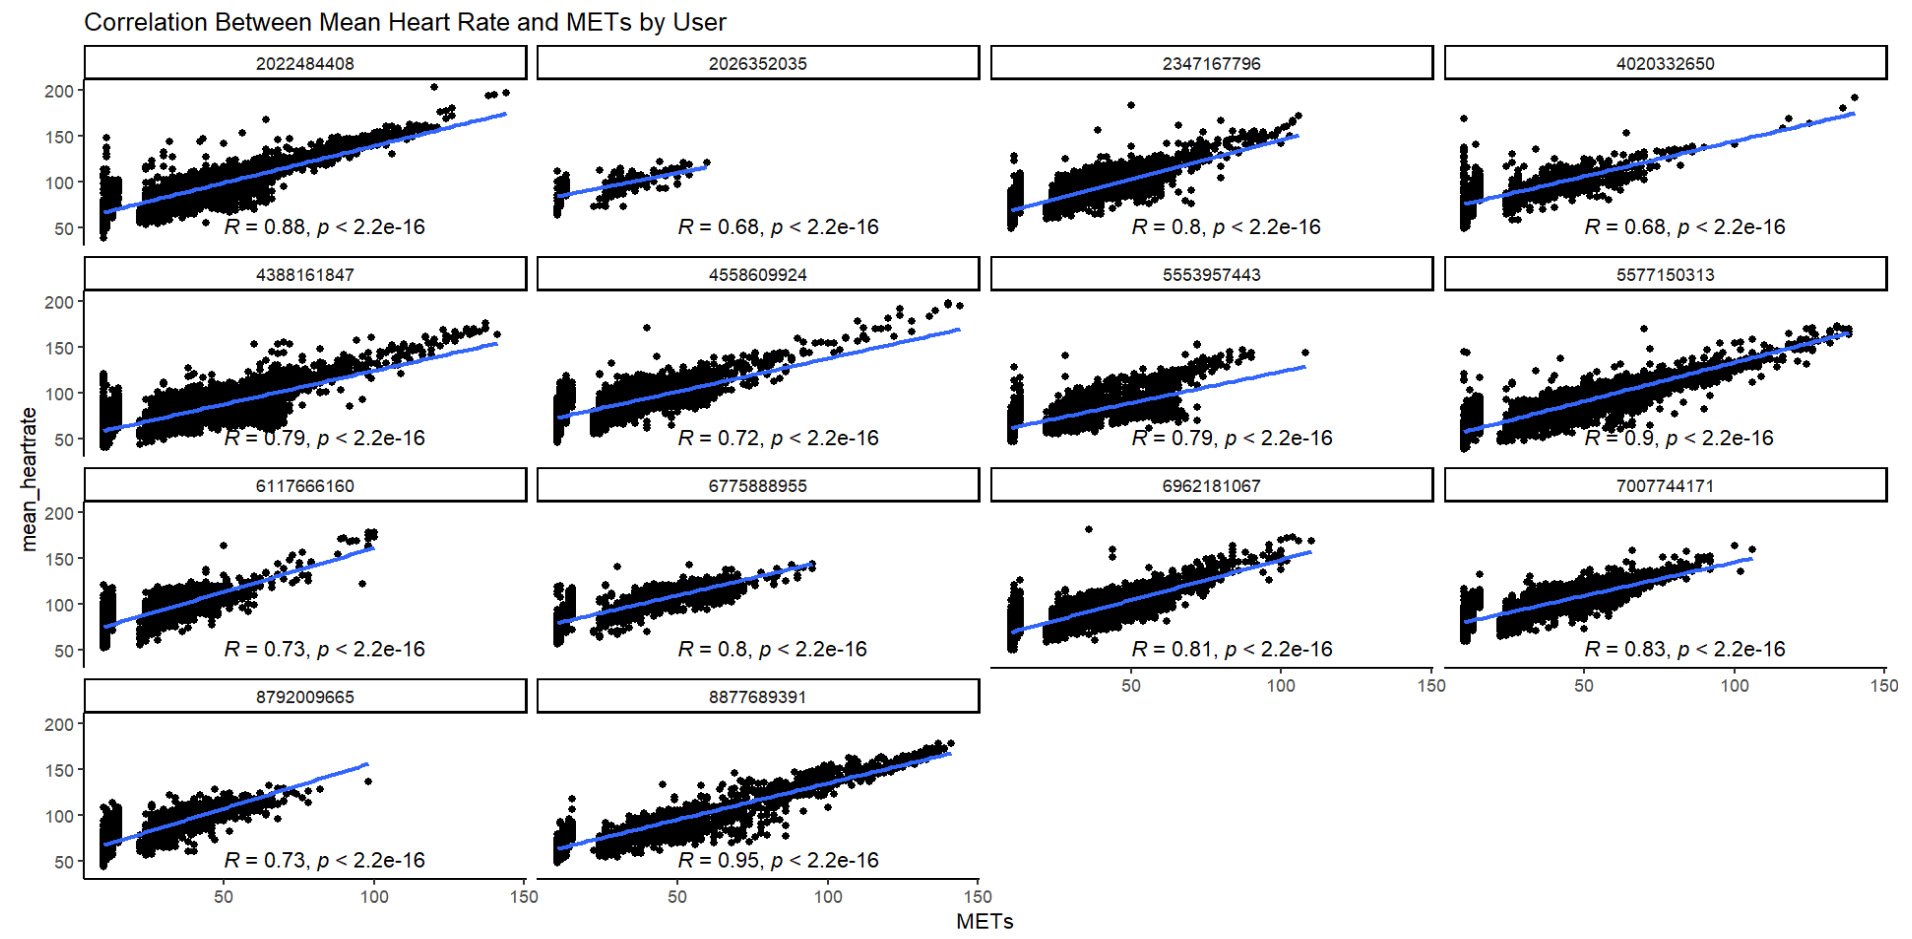 Correlation Between Mean Heart Rate and METs by User
2022484408
2026352035
2347167796
4020332650
200
150
100
50
R = 0.88, p < 2.2e-16
R = 0.68, p < 2.2e-16
R = 0.8, p < 2.2e-16
R = 0.68, p < 2.2e-16
4388161847
4558609924
5553957443
5577150313
200
150
100
50
R = 0.79, p < 2.2e-16
R = 0.72, p < 2.2e-16
R = 0.79, p < 2.2e-16
R = 0.9, p < 2.2e-16
mean_heartrate
6117666160
6775888955
6962181067
7007744171
200
150
100
50
R = 0.73, p < 2.2e-16
R = 0.8, p < 2.2e-16
R = 0.81, p < 2.2e-16
R = 0.83, p < 2.2e-16
50
100
150
50
100
150
8792009665
8877689391
200
150
100
50
R = 0.73, p < 2.2e-16
R = 0.95, p < 2.2e-16
50
100
150
50
100
150
METs